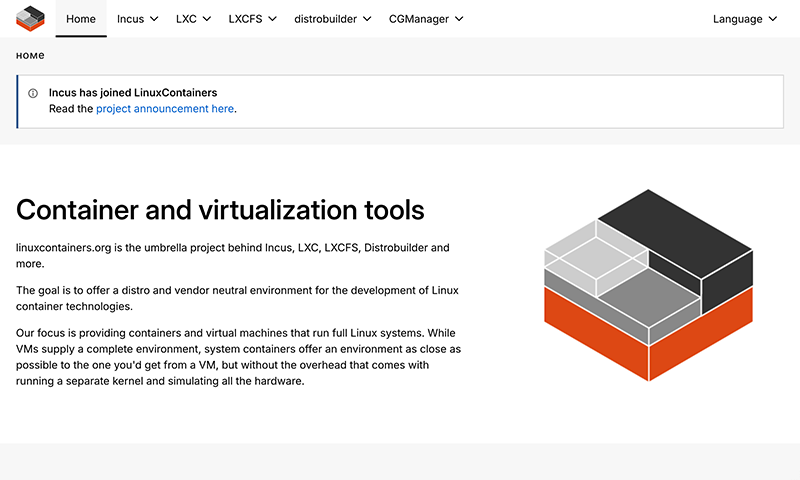 Home
Incus
LXC
LXCFS
distrobuilder
CGManager
Language
HOME
Incus has joined LinuxContainers
Read the project announcement here.
Container and virtualization tools
linuxcontainers.org is the umbrella project behind Incus, LXC, LXCFS, Distrobuilder and
more.
The goal is to offer a distro and vendor neutral environment for the development of Linux
container technologies.
Our focus is providing containers and virtual machines that run full Linux systems. While
VMs supply a complete environment, system containers offer an environment as close as
possible to the one you'd get from a VM, but without the overhead that comes with
running a separate kernel and simulating all the hardware.